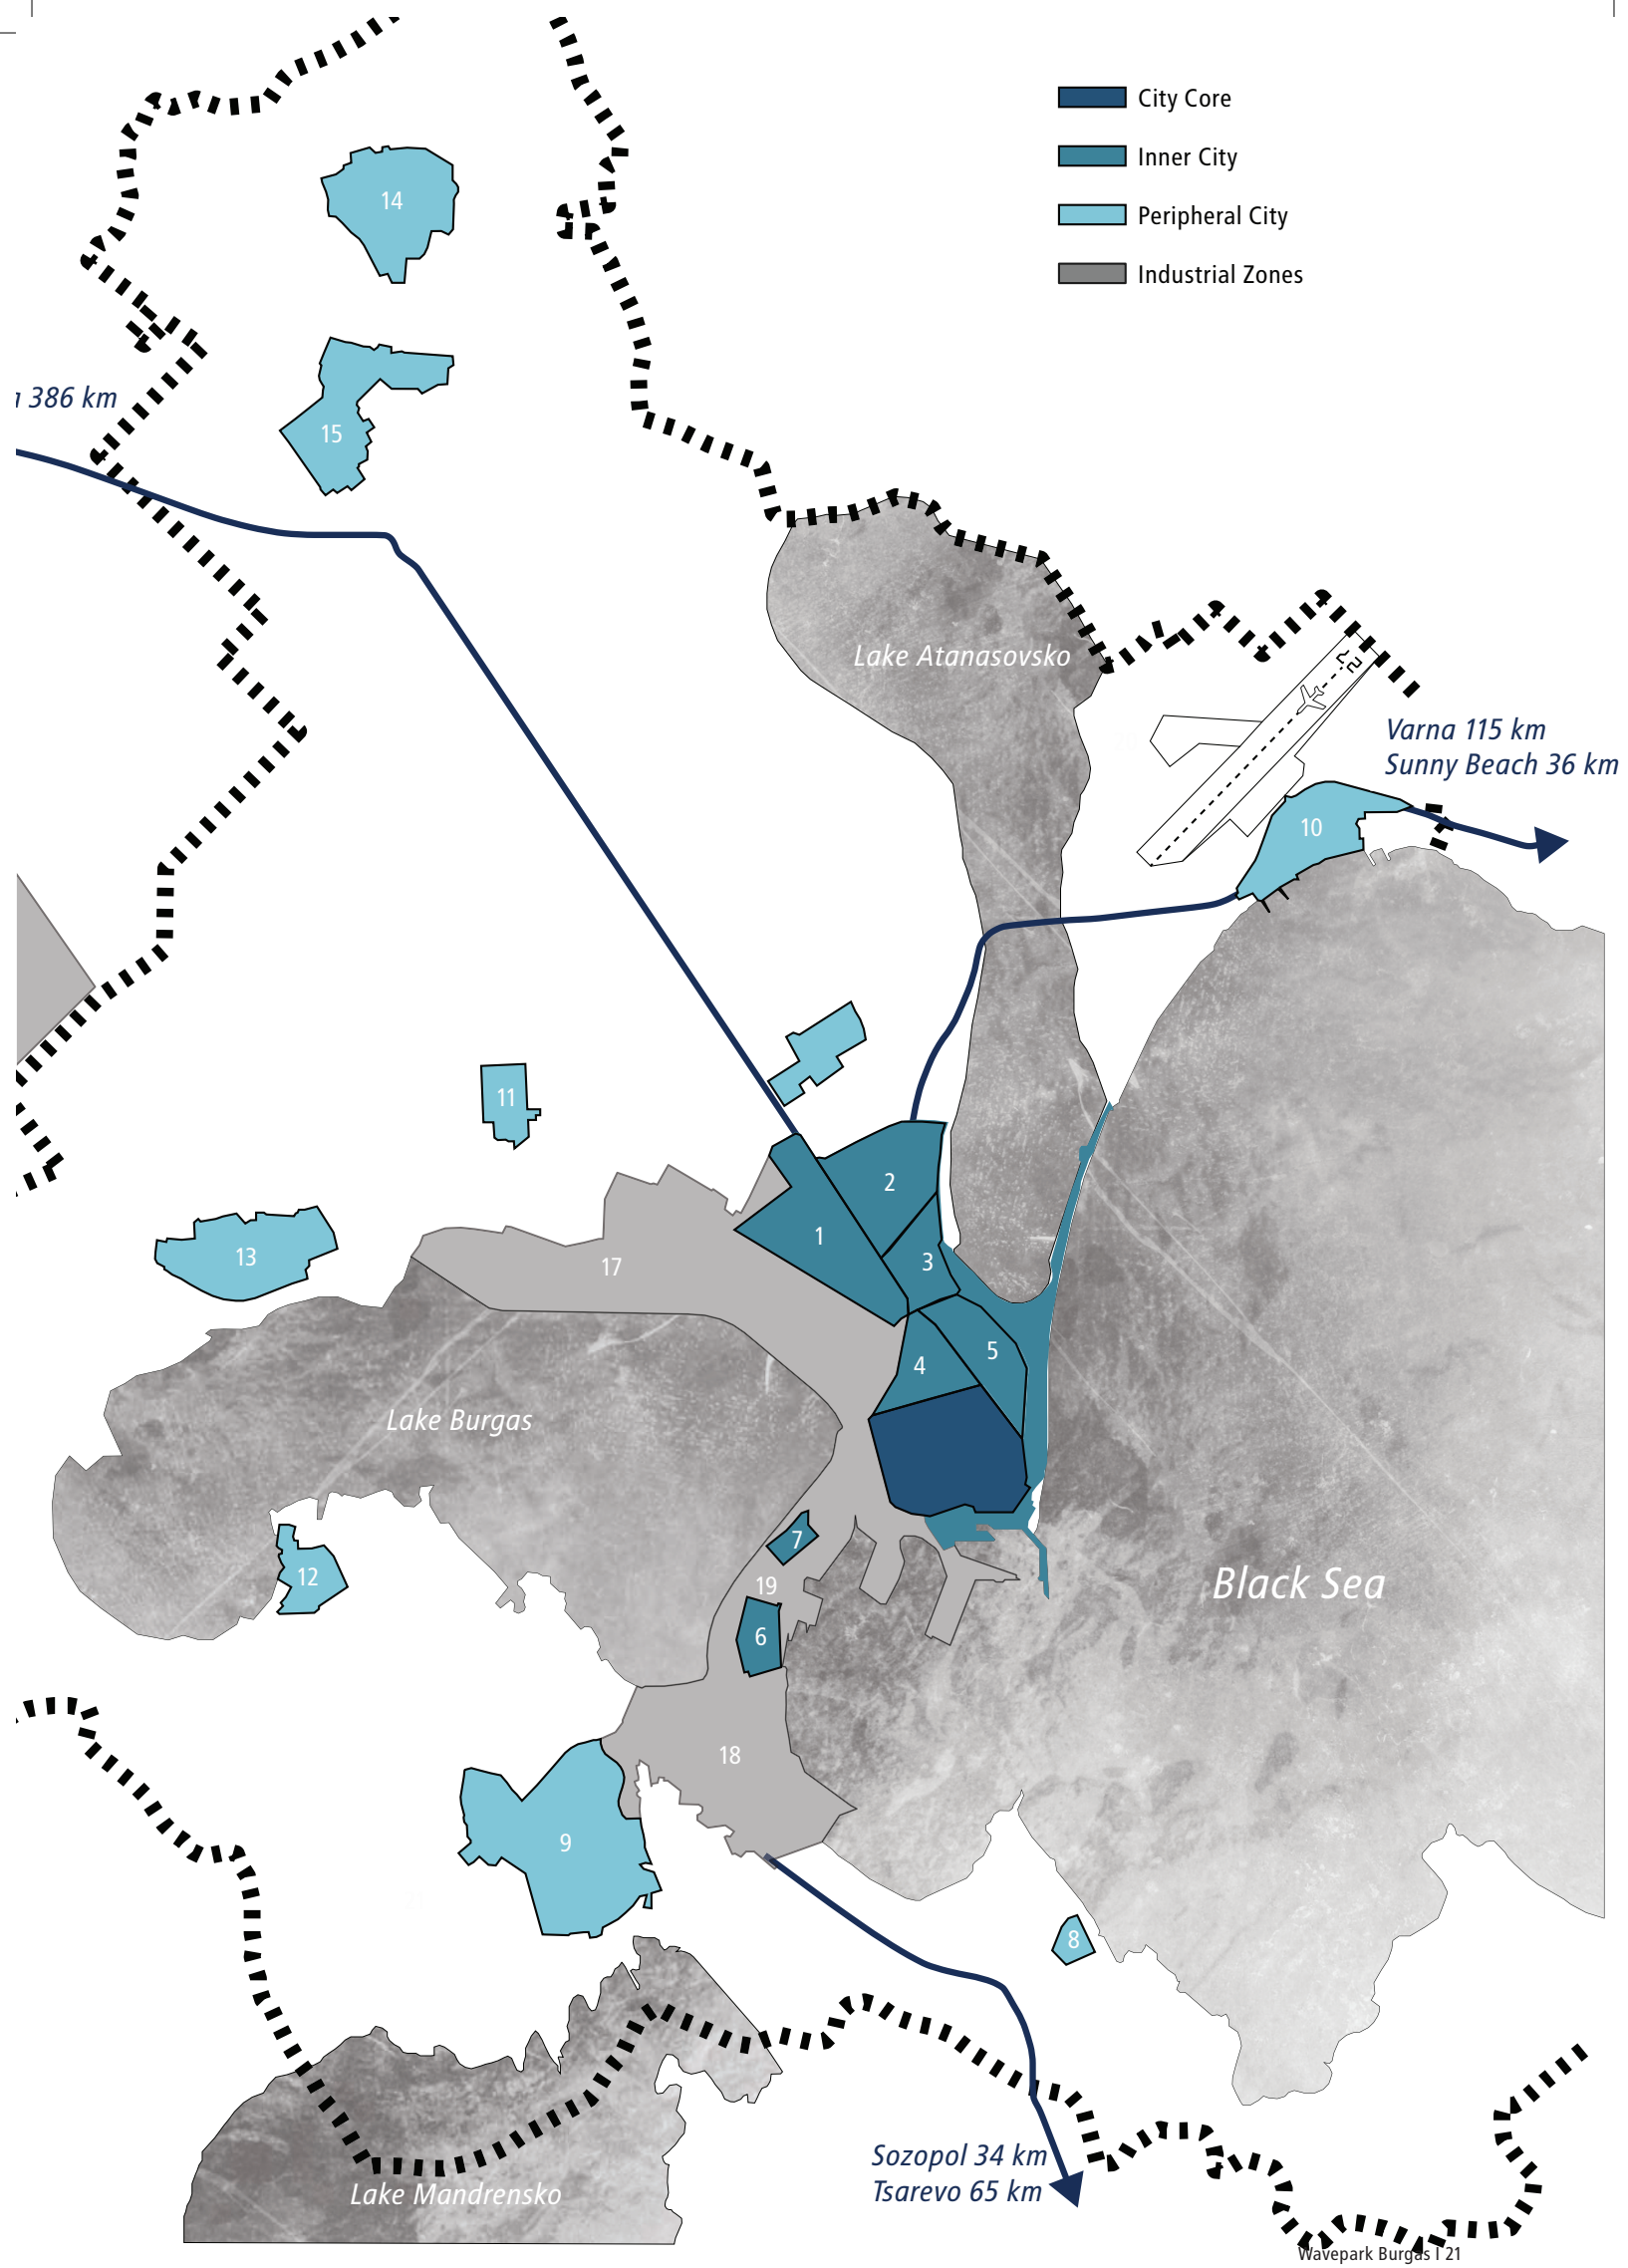 City Core
Inner City
Peripheral City
Industrial Zones
14
386 km
15
Lake Atanasovsko
Varna 115 km
Sunny Beach 36 km
10
11
2
1
13
3
17
5
4
Lake Burgas
7
12
19
Black Sea
6
18
9
8
Sozopol 34 km
Tsarevo 65 km
Lake Mandrensko
Wavepark Burgas I 21